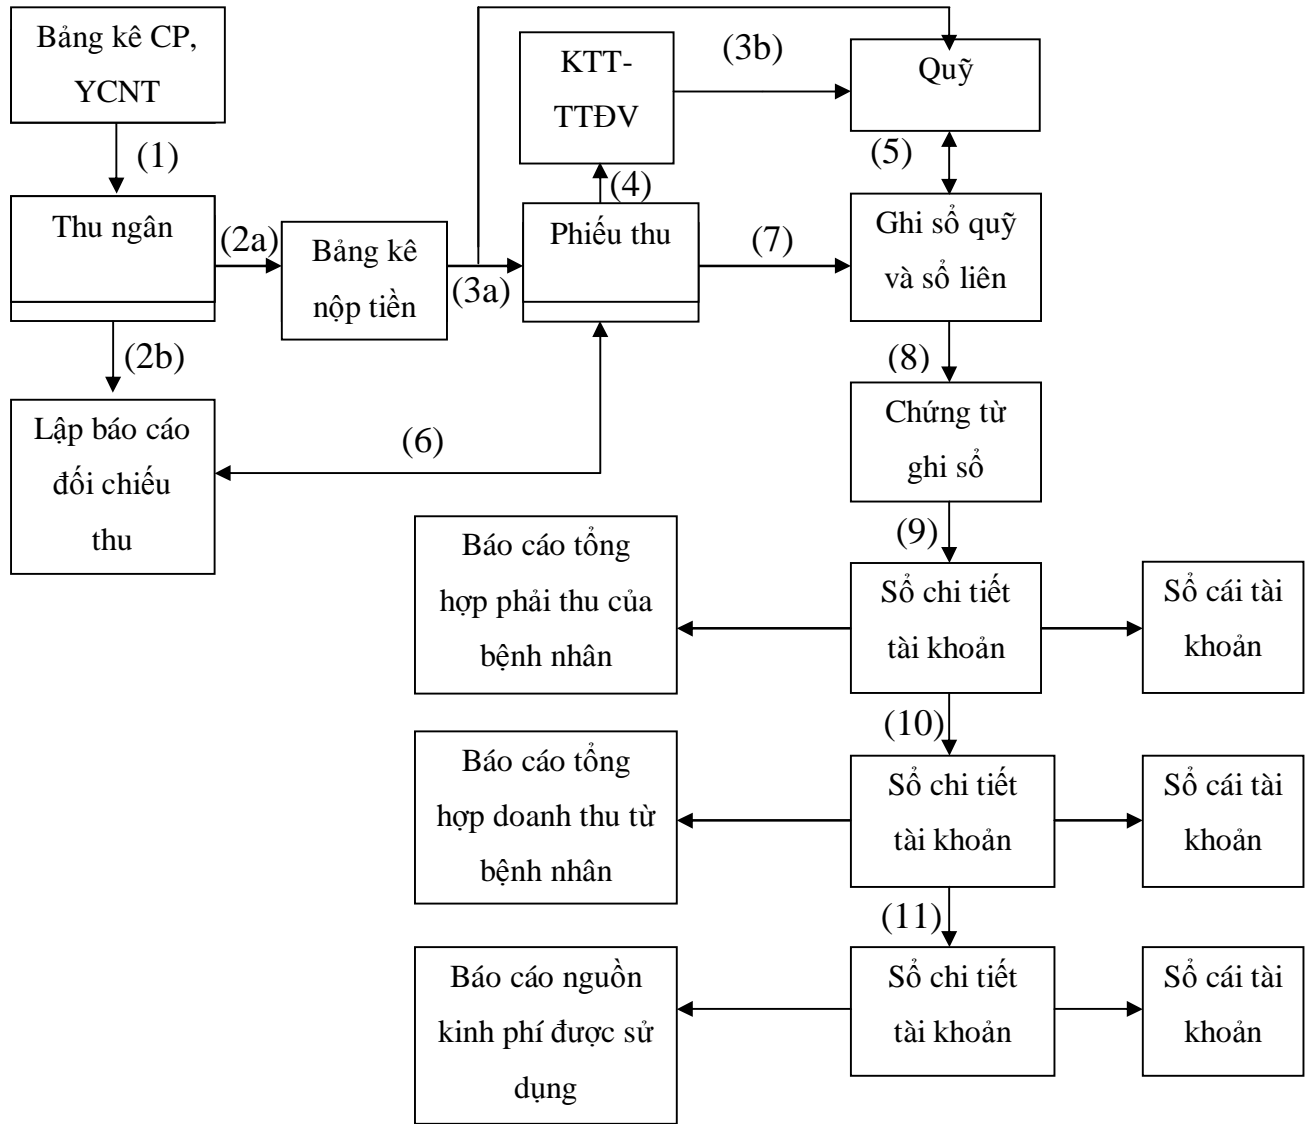 Bảng kê CP,
YCNT
(1)
Thu ngân
(2a)
(2b)
Bảng kê
nộp tiền
(3a)
KTT-
TTĐV
(3b)
Quỹ
(4)
(5)
Phiếu thu
(7)
Ghi sổ quỹ
và sổ liên
(6)
Lập báo cáo
đối chiếu
thu
(8)
Chứng từ
ghi sổ
(9)
Báo cáo tổng
hợp phải thu của
bệnh nhân
Sổ chi tiết
tài khoản
Sổ cái tài
khoản
(10)
Báo cáo tổng
hợp doanh thu từ
bệnh nhân
Sổ chi tiết
tài khoản
Sổ cái tài
khoản
(11)
Báo cáo nguồn
kinh phí được sử
dụng
Sổ chi tiết
tài khoản
Sổ cái tài
khoản